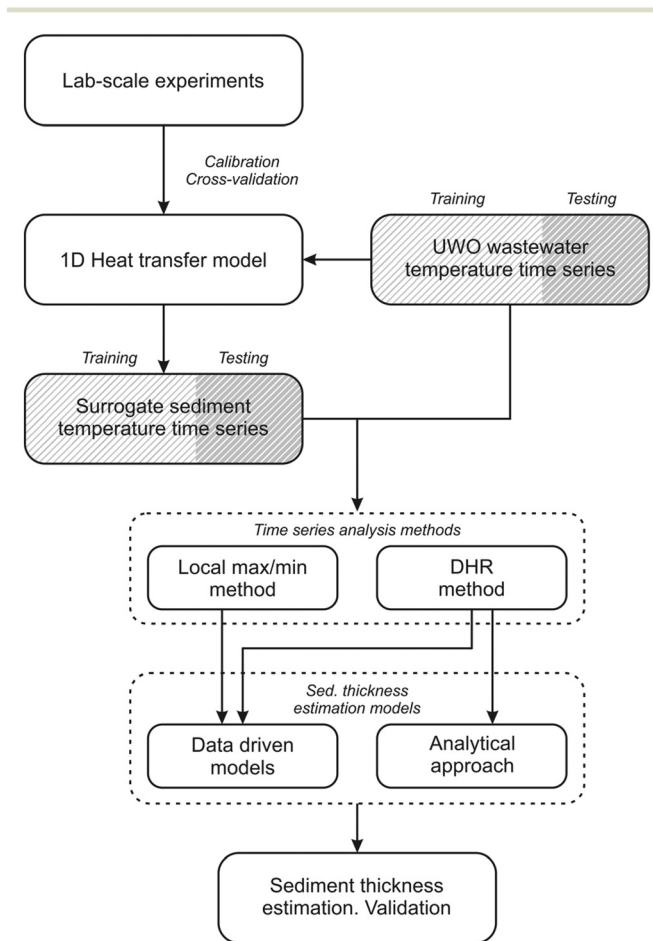 Lab-scale experiments
Calibration
Cross-validation
Training
Testing
1D Heat transfer model
UWO wastewater
temperature time series
Training
Testing
Surrogate sediment
temperature time series
Time series analysis methods
Local max/min
method
DHR
method
Sed. thickness
estimation models
Data driven
models
Analytical
approach
Sediment thickness
estimation. Validation